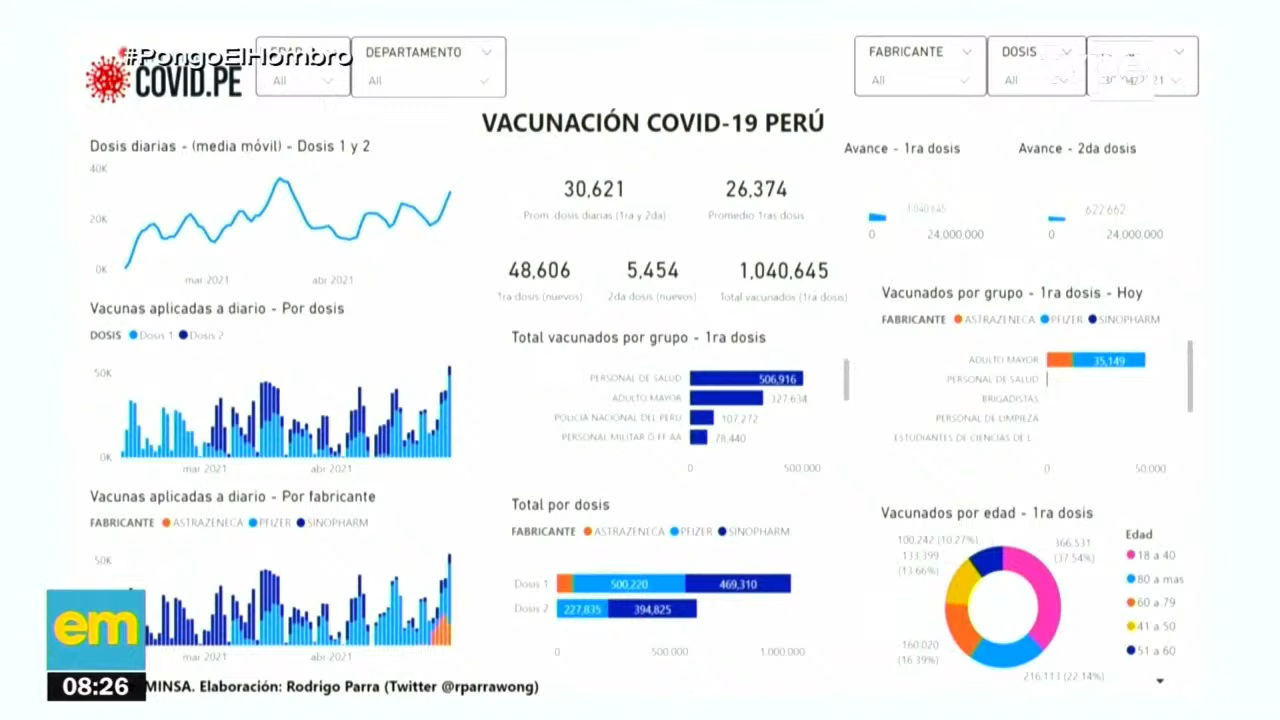 #PongoElHombro
COVID.PE
All
DEPARTAMENTO
All
FABRICANTE
All
DOSIS
All
VACUNACIÓN COVID-19 PERÚ
Dosis diarias - (media móvil) - Dosis 1 y 2
40K
20K
0K
mar 2021
abr 2021
30,621
Prom. dosis diarias (1ra y 2da)
26,374
Promedio 1ras dosis
48,606
1ra dosis (nuevos)
5,454
2da dosis (nuevos)
1,040,645
Total vacunados (1ra dosis)
Avance - 1ra dosis
1.040.645
0
24,000,000
Avance - 2da dosis
622.662
0
24,000,000
Vacunas aplicadas a diario - Por dosis
DOSIS Dosis 1 Dosis 2
50K
0K
mar 2021
abr 2021
Total vacunados por grupo - 1ra dosis
PERSONAL DE SALUD 506,916
ADULTO MAYOR 327.634
POLICIA NACIONAL DEL PERU 107.272
PERSONAL MILITAR O FF AA 78.440
0
500.000
Vacunados por grupo - 1ra dosis - Hoy
FABRICANTE ASTRAZENECA PFIZER SINOPHARM
ADULTO MAYOR 35,149
PERSONAL DE SALUD
BRIGADISTAS
PERSONAL DE LIMPIEZA
ESTUDIANTES DE CIENCIAS DE L...
0
50.000
Vacunas aplicadas a diario - Por fabricante
FABRICANTE ASTRAZENECA PFIZER SINOPHARM
50K
mar 2021
abr 2021
Total por dosis
FABRICANTE ASTRAZENECA PFIZER SINOPHARM
Dosis 1 500,220 469,310
Dosis 2 227,835 394,825
0
500.000
1.000.000
Vacunados por edad - 1ra dosis
100.242 (10.27%)
133.399
(13.66%)
160.020
(16.39%)
366.531
(37.54%)
216.113 (22.14%)
Edad
18 a 40
80 a mas
60 a 79
41 a 50
51 a 60
em
08:26
MINSA. Elaboración: Rodrigo Parra (Twitter @rparrawong)